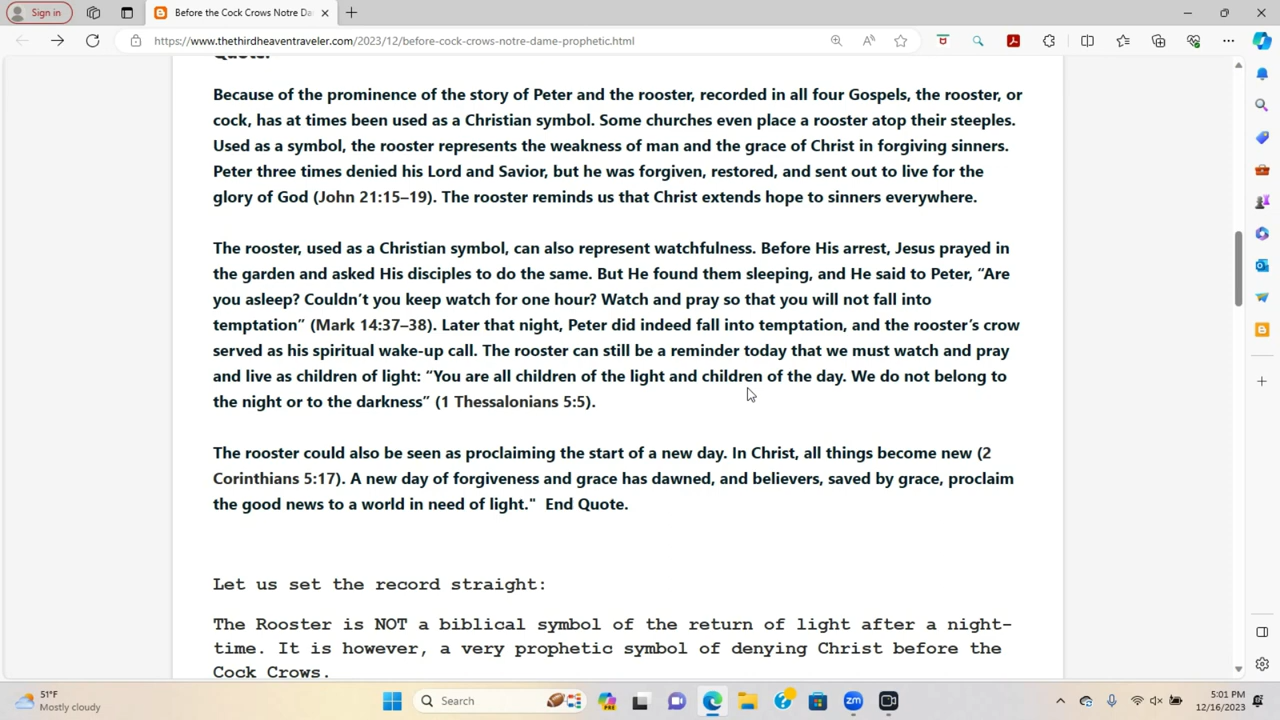 Sign in
Before the Cock Crows Notre Da
https://www.thethirdheaventraveler.com/2023/12/before-cock-crows-notre-dame-prophetic.html
Quote:
Because of the prominence of the story of Peter and the rooster, recorded in all four Gospels, the rooster, or
cock, has at times been used as a Christian symbol. Some churches even place a rooster atop their steeples.
Used as a symbol, the rooster represents the weakness of man and the grace of Christ in forgiving sinners.
Peter three times denied his Lord and Savior, but he was forgiven, restored, and sent out to live for the
glory of God (John 21:15–19). The rooster reminds us that Christ extends hope to sinners everywhere.
The rooster, used as a Christian symbol, can also represent watchfulness. Before His arrest, Jesus prayed in
the garden and asked His disciples to do the same. But He found them sleeping, and He said to Peter, “Are
you asleep? Couldn’t you keep watch for one hour? Watch and pray so that you will not fall into
temptation” (Mark 14:37–38). Later that night, Peter did indeed fall into temptation, and the rooster’s crow
served as his spiritual wake-up call. The rooster can still be a reminder today that we must watch and pray
and live as children of light: “You are all children of the light and children of the day. We do not belong to
the night or to the darkness” (1 Thessalonians 5:5).
The rooster could also be seen as proclaiming the start of a new day. In Christ, all things become new (2
Corinthians 5:17). A new day of forgiveness and grace has dawned, and believers, saved by grace, proclaim
the good news to a world in need of light." End Quote.
Let us set the record straight:
The Rooster is NOT a biblical symbol of the return of light after a night-
time. It is however, a very prophetic symbol of denying Christ before the
Cock Crows.
51°F
Mostly cloudy
Search
PRE
zm
5:01 PM
12/16/2023